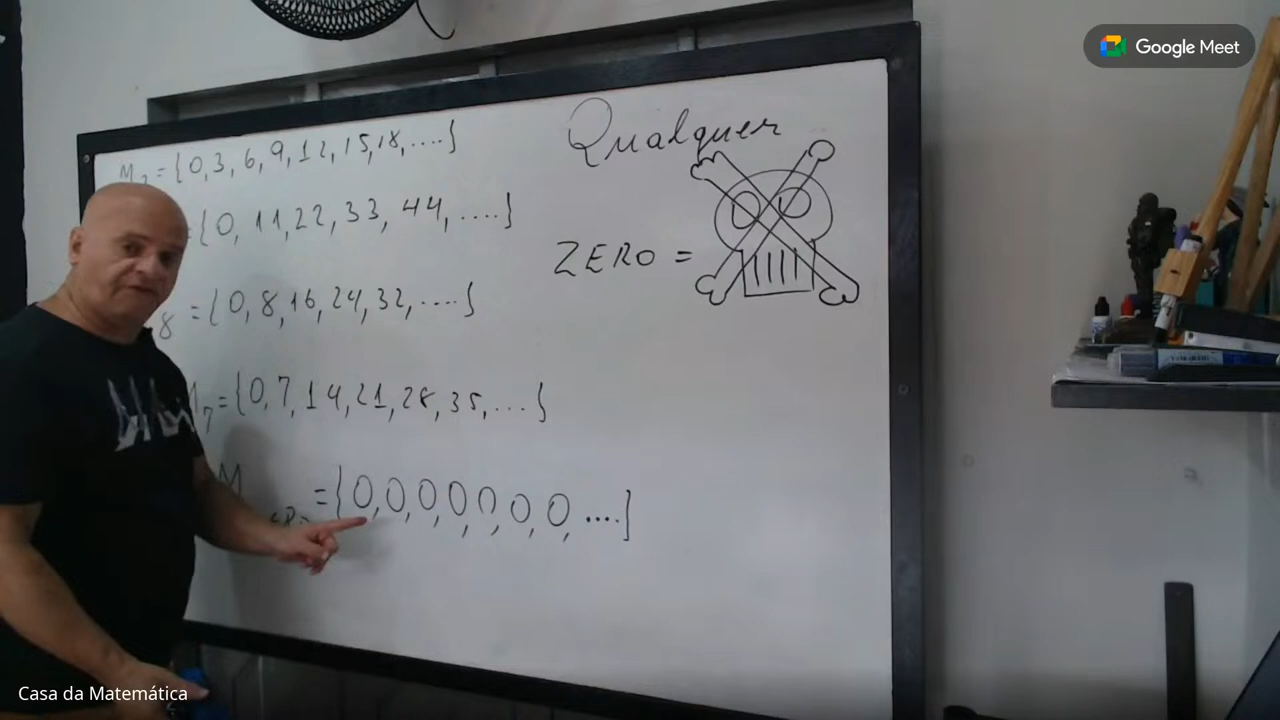 Google Meet
Qualquer
M3 = {0, 3, 6, 9, 12, 15, 18, ....}
= {0, 11, 22, 33, 44, ....}
ZERO =
8 = {0, 8, 16, 24, 32, ....}
M7 = {0, 7, 14, 21, 28, 35, ....}
M = {0, 0, 0, 0, 0, 0, 0, ....}
Casa da Matemática